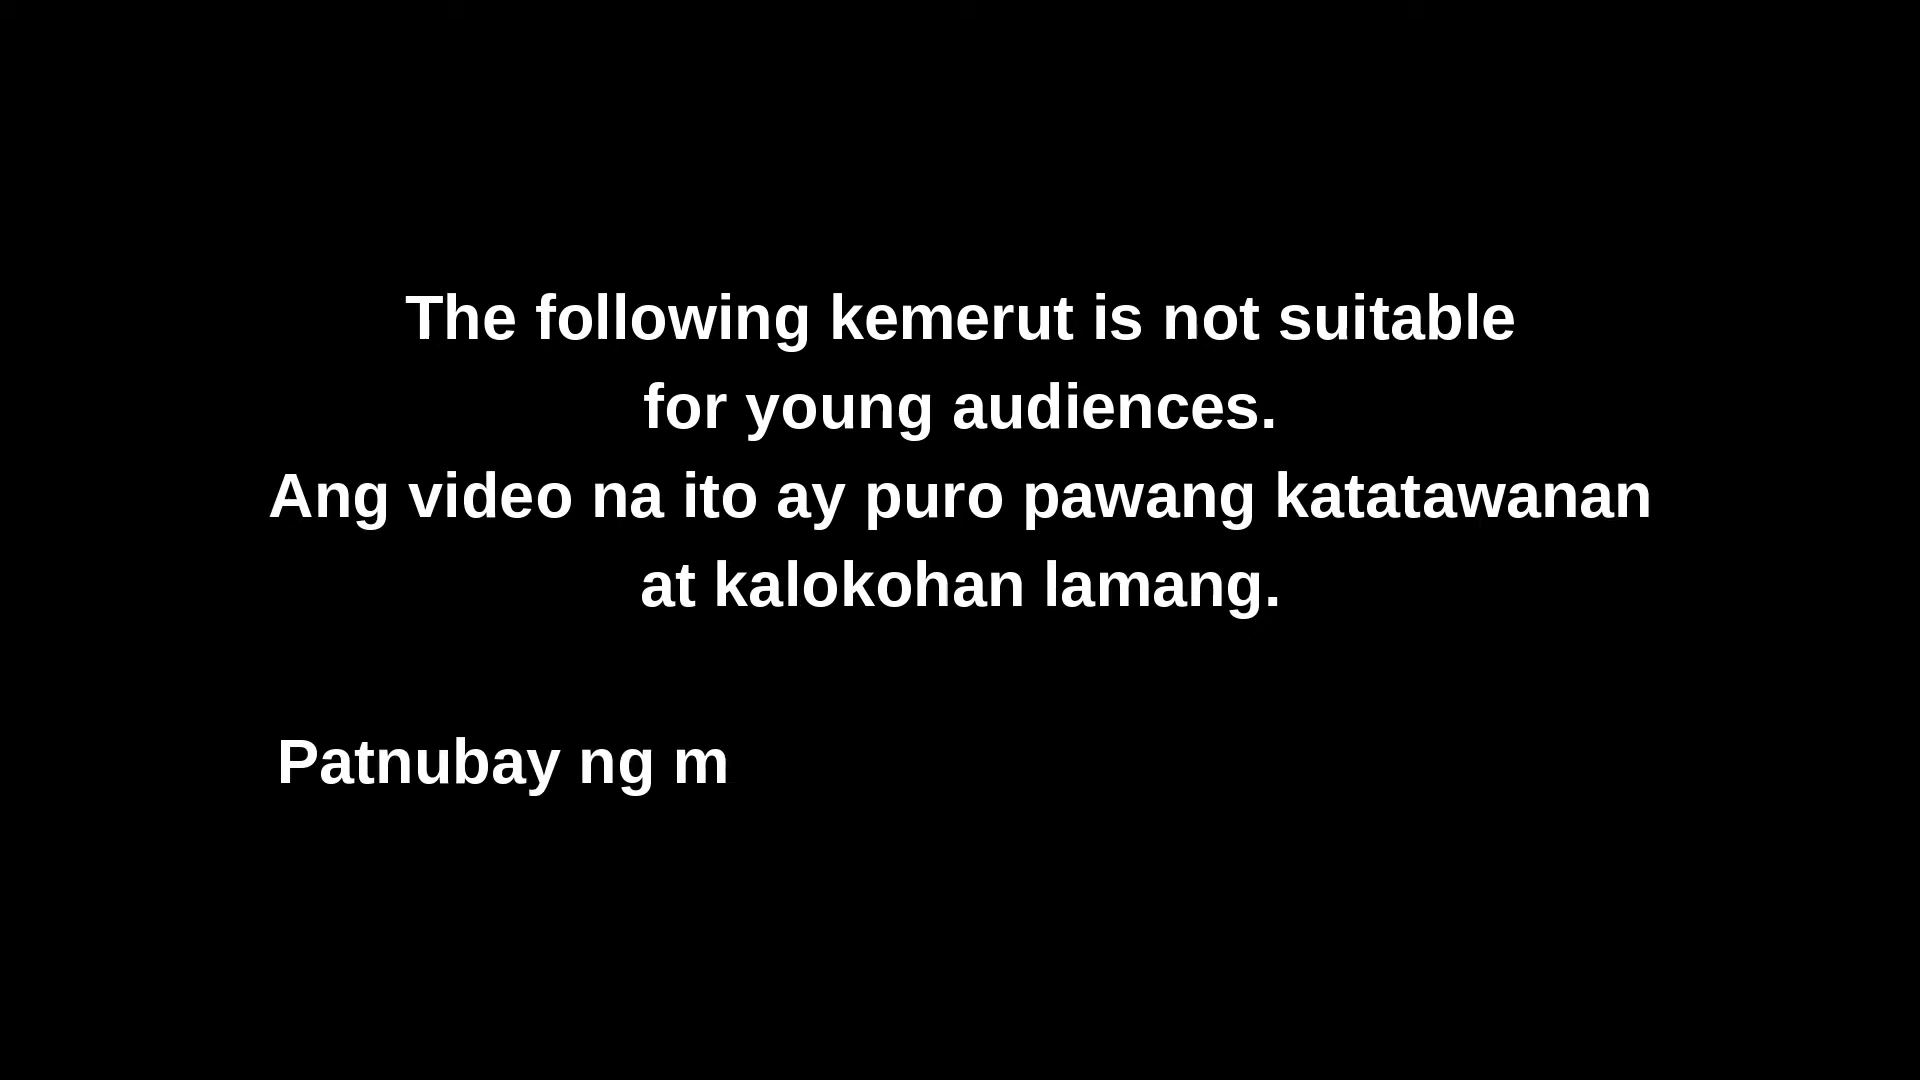 The following kemerut is not suitable
for young audiences.
Ang video na ito ay puro pawang katatawanan
at kalokohan lamang.
Patnubay ng m